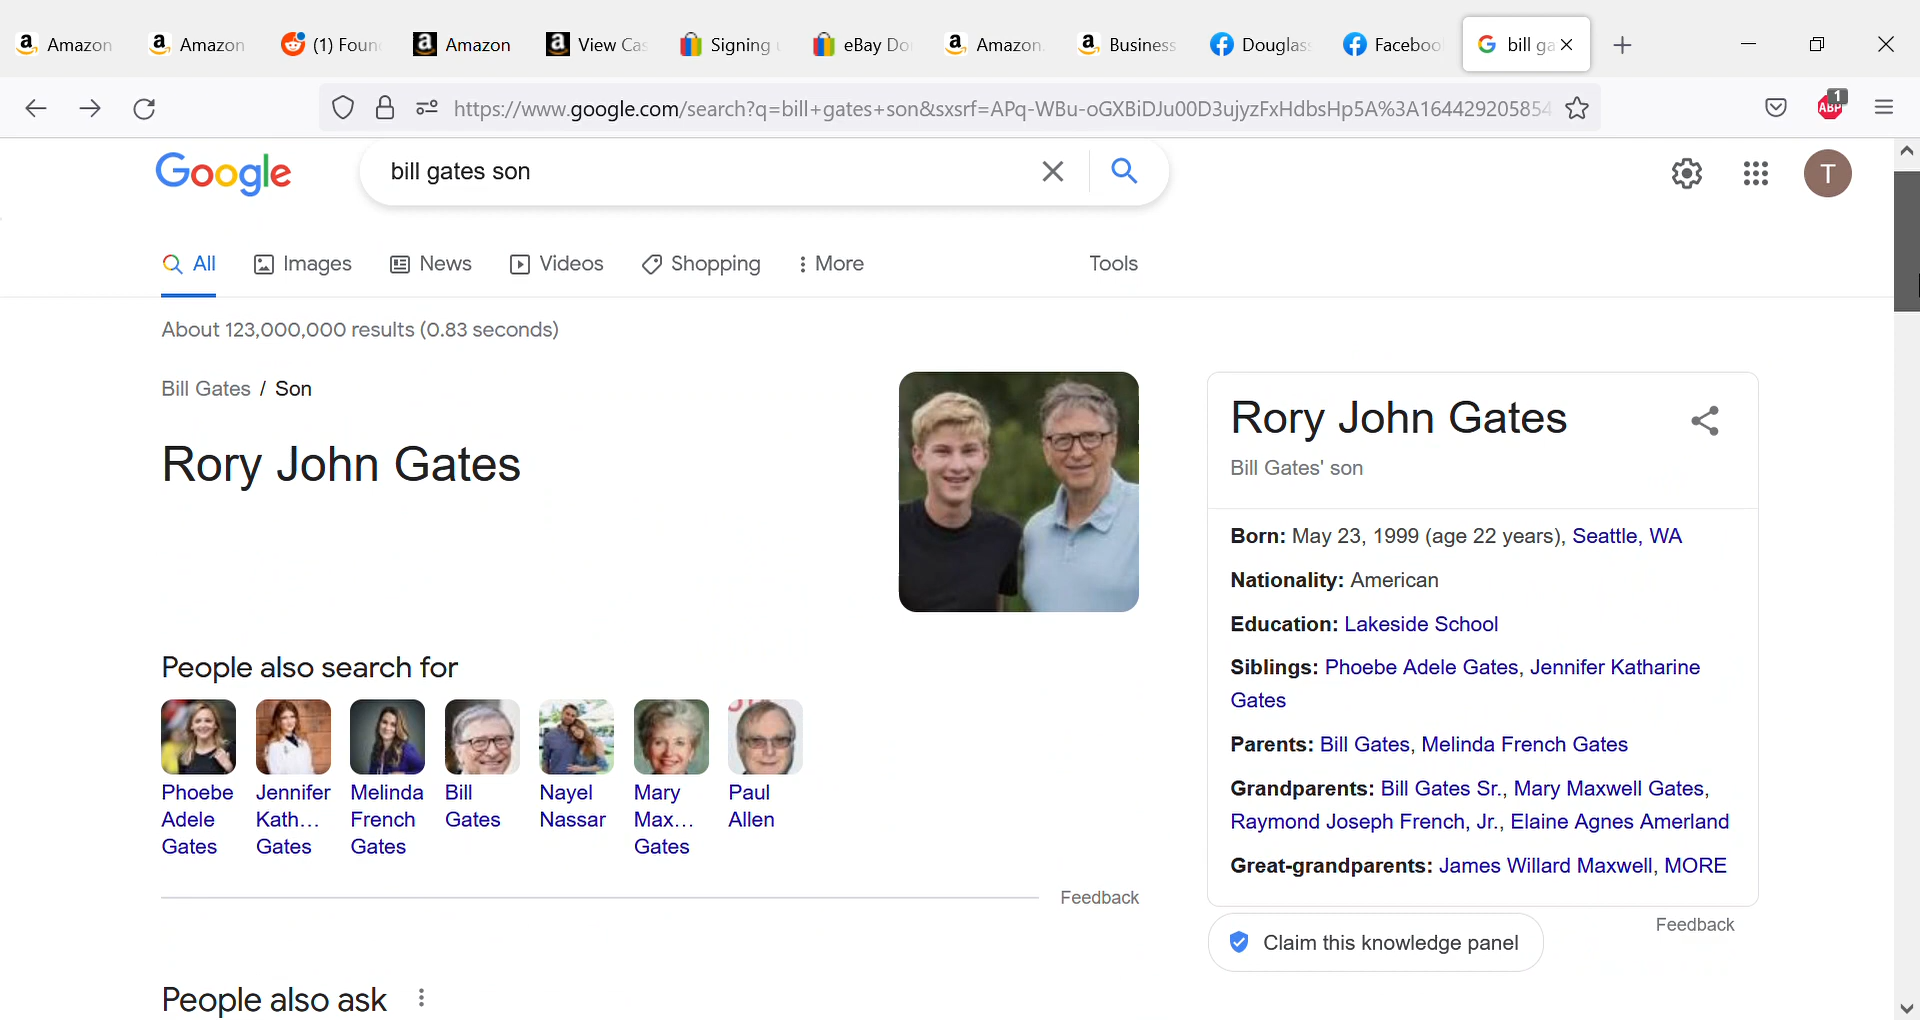 Amazon
Amazon
(1) Foun
Amazon
View Cas
Signing
eBay Do
Amazon.
Business
Douglas
Faceboo
bill ga
https://www.google.com/search?q=bill+gates+son&sxsrf=APq-WBu-oGXBiDJu00D3ujyzFxHdbsHp5A%3A164429205854
ABP
1
Google
bill gates son
T
All
Images
News
Videos
Shopping
More
Tools
About 123,000,000 results (0.83 seconds)
Bill Gates / Son
Rory John Gates
People also search for
Phoebe
Adele
Gates
Jennifer
Kath...
Gates
Melinda
French
Gates
Bill
Gates
Nayel
Nassar
Mary
Max...
Gates
Paul
Allen
Feedback
People also ask
Rory John Gates
Bill Gates' son
Born: May 23, 1999 (age 22 years), Seattle, WA
Nationality: American
Education: Lakeside School
Siblings: Phoebe Adele Gates, Jennifer Katharine
Gates
Parents: Bill Gates, Melinda French Gates
Grandparents: Bill Gates Sr., Mary Maxwell Gates,
Raymond Joseph French, Jr., Elaine Agnes Amerland
Great-grandparents: James Willard Maxwell, MORE
Feedback
Claim this knowledge panel